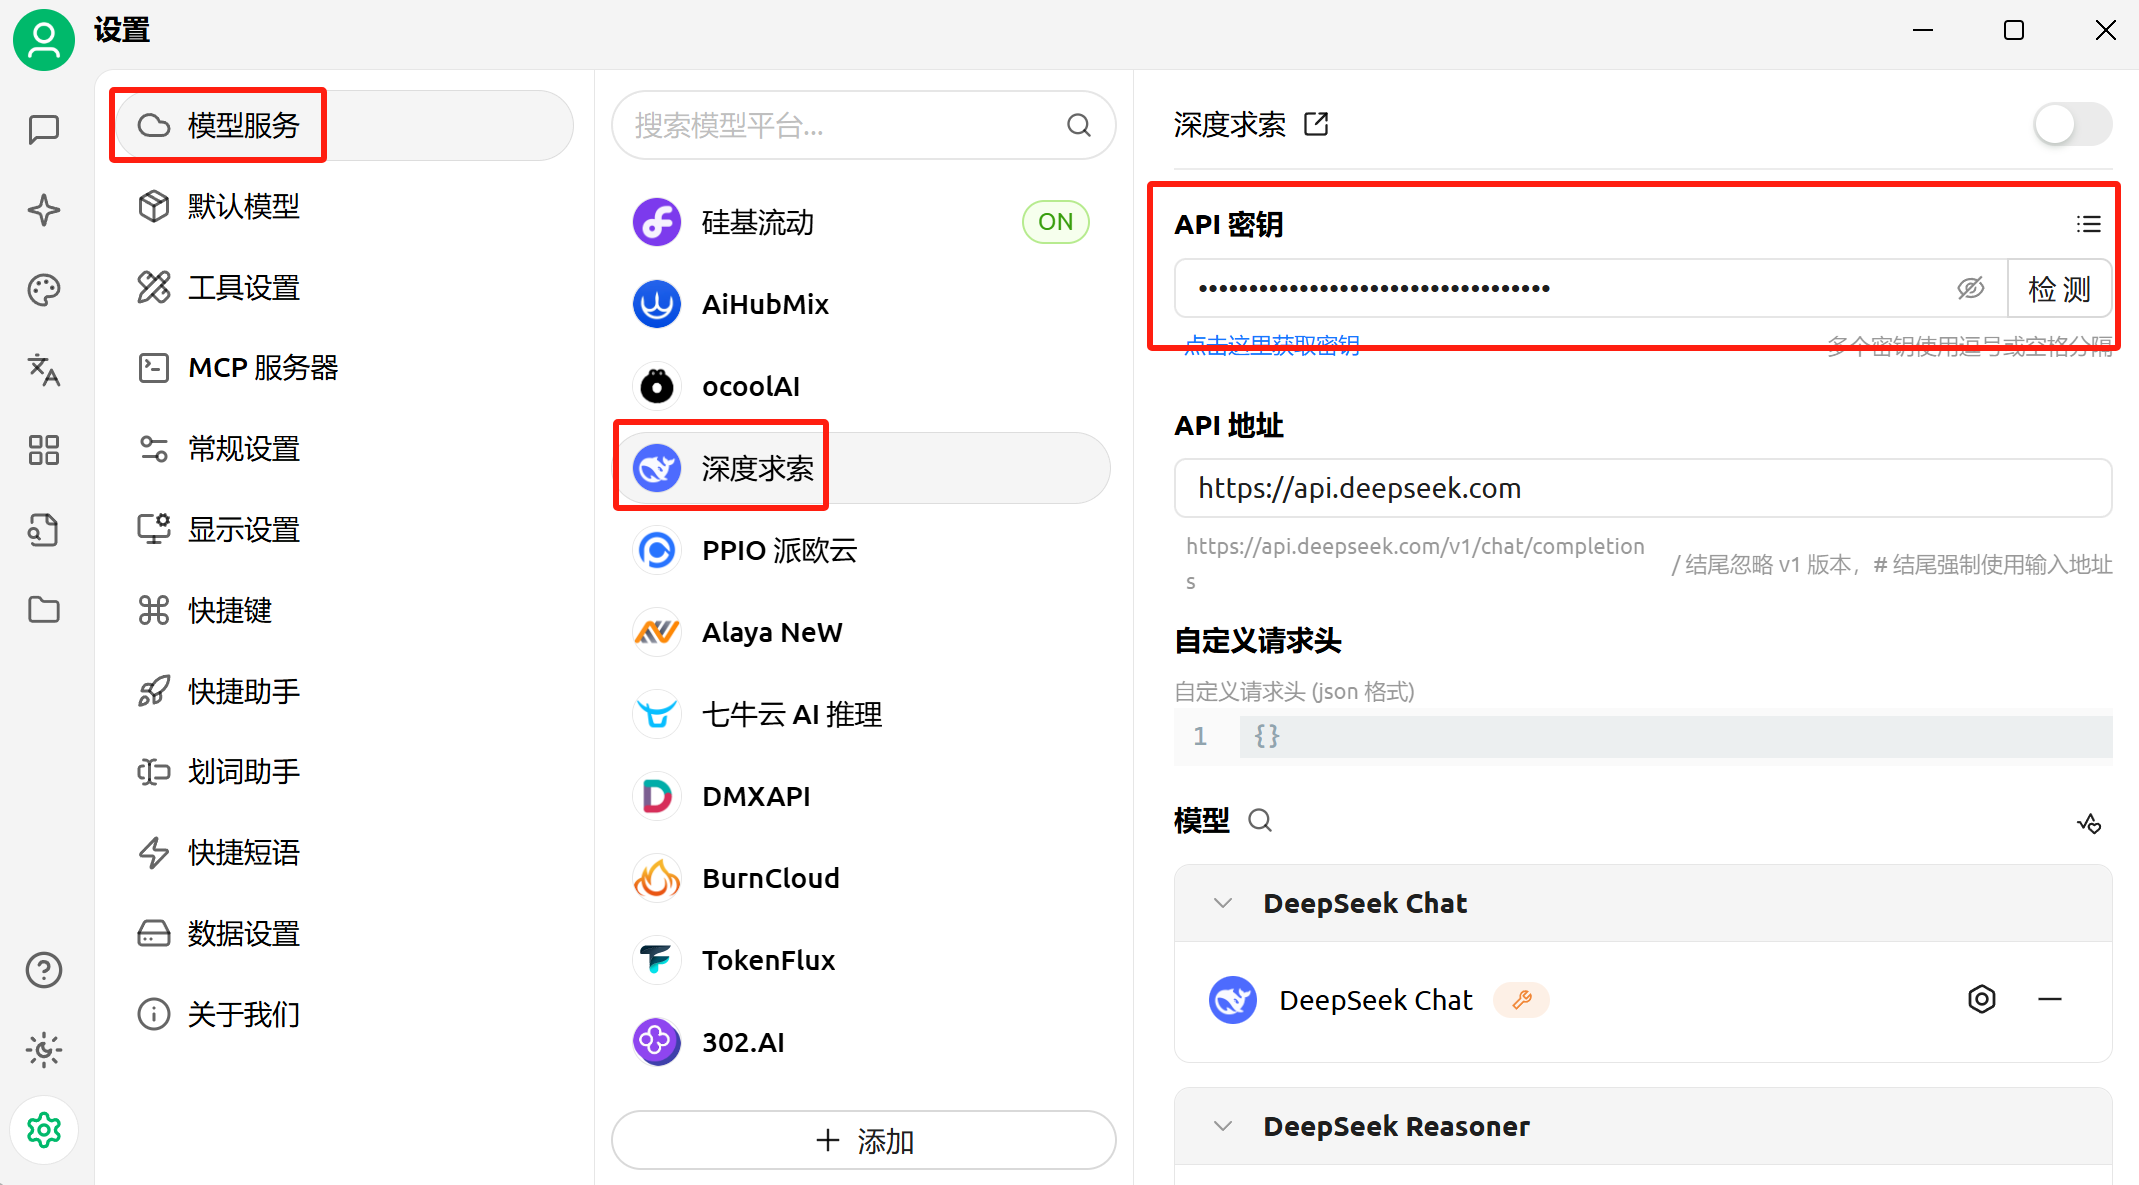 设置
模型服务
默认模型
工具设置
MCP 服务器
常规设置
显示设置
快捷键
快捷助手
划词助手
快捷短语
数据设置
关于我们
搜索模型平台...
硅基流动 ON
AiHubMix
ocoolAI
深度求索
PPIO 派欧云
Alaya NeW
七牛云 AI 推理
DMXAPI
BurnCloud
TokenFlux
302.AI
添加
深度求索
API 密钥
检 测
点击这里获取密钥 多个密钥使用逗号或空格分隔
API 地址
https://api.deepseek.com
https://api.deepseek.com/v1/chat/completion
s
/ 结尾忽略 v1 版本，# 结尾强制使用输入地址
自定义请求头
自定义请求头 (json 格式)
1 {}
模型
DeepSeek Chat
DeepSeek Chat
DeepSeek Reasoner